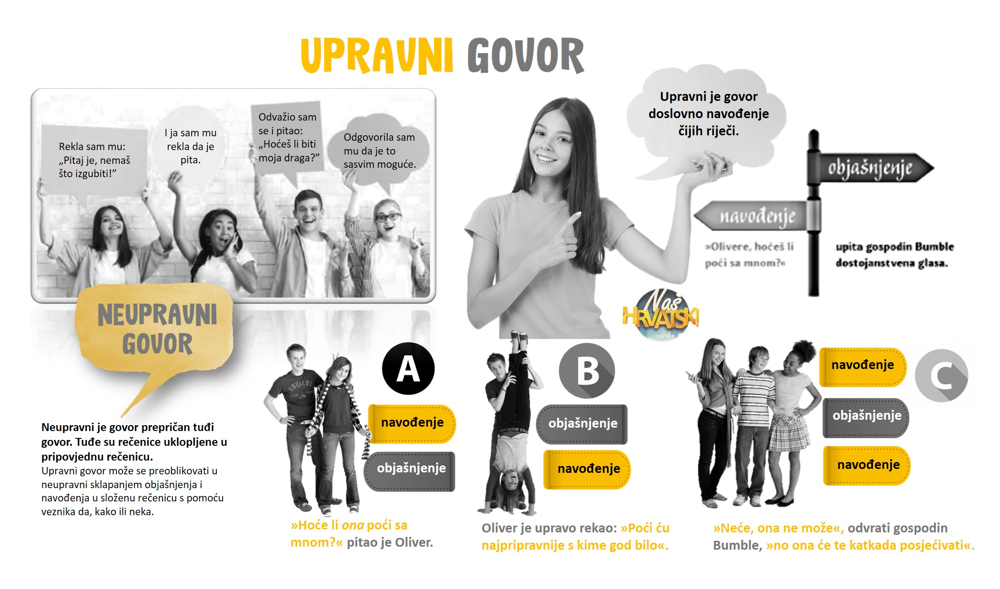 UPRAVNI GOVOR
Rekla sam mu:
„Pitaj je, nemaš
što izgubiti!”
I ja sam mu
rekla da je
pita.
Odvažio sam
se i pitao:
„Hoćeš li biti
moja draga?”
Odgovorila sam
mu da je to
sasvim moguće.
Upravni je govor
doslovno navođenje
čijih riječi.
objašnjenje
navođenje
»Olivere, hoćeš li
poći sa mnom?«
upita gospodin Bumble
dostojanstvena glasa.
Naš
HRVATSKI
NEUPRAVNI
GOVOR
Neupravni je govor prepričan tuđi
govor. Tuđe su rečenice uklopljene u
pripovjednu rečenicu.
Upravni govor može se preoblikovati u
neupravni sklapanjem objašnjenja i
navođenja u složenu rečenicu s pomoću
veznika da, kako ili neka.
A
navođenje
objašnjenje
»Hoće li ona poći sa
mnom?« pitao je Oliver.
B
objašnjenje
navođenje
Oliver je upravo rekao: »Poći ću
najpripravnije s kime god bilo«.
C
navođenje
objašnjenje
navođenje
»Neće, ona ne može«, odvrati gospodin
Bumble, »no ona će te katkada posjećivati«.